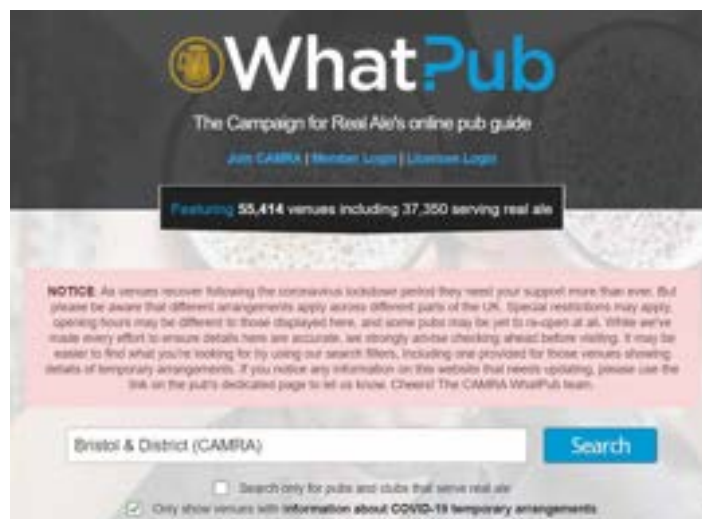 What?ub
The Campaign for Real Ale's online pub guide
Join CAMRA | Member Login | Licensee Login
Featuring 55,414 venues including 37,350 serving real ale
NOTICE: As venues recover following the coronavirus lockdown period they need your support more than ever. But
please be aware that different arrangements apply across different parts of the UK. Special restrictions may apply,
opening hours may be different to those displayed here, and some pubs may be yet to re-open at all. While we've
made every effort to ensure details here are accurate, we strongly advise checking ahead before visiting. It may be
easier to find what you're looking for by using our search filters, including one provided for those venues showing
details of temporary arrangements. If you notice any information on this website that needs updating, please use the
link on the pub's dedicated page to let us know. Cheers! The CAMRA WhatPub team.
Bristol & District (CAMRA)
Search
Search only for pubs and clubs that serve real ale
Only show venues with information about COVID-19 temporary arrangements